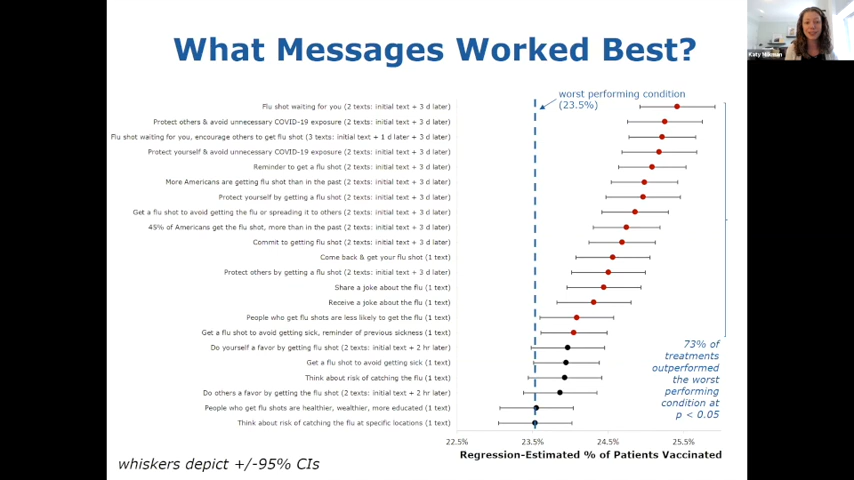 What Messages Worked Best?
Katy Milkman
worst performing condition
(23.5%)
Flu shot waiting for you (2 texts: initial text + 3 d later)
Protect others & avoid unnecessary COVID-19 exposure (2 texts: initial text + 3 d later)
Flu shot waiting for you, encourage others to get flu shot (3 texts: initial text + 1 d later + 3 d later)
Protect yourself & avoid unnecessary COVID-19 exposure (2 texts: initial text + 3 d later)
Reminder to get a flu shot (2 texts: initial text + 3 d later)
More Americans are getting flu shot than in the past (2 texts: initial text + 3 d later)
Protect yourself by getting a flu shot (2 texts: initial text + 3 d later)
Get a flu shot to avoid getting the flu or spreading it to others (2 texts: initial text + 3 d later)
45% of Americans get the flu shot, more than in the past (2 texts: initial text + 3 d later)
Commit to getting flu shot (2 texts: initial text + 3 d later)
Come back & get your flu shot (1 text)
Protect others by getting a flu shot (2 texts: initial text + 3 d later)
Share a joke about the flu (1 text)
Receive a joke about the flu (1 text)
People who get flu shots are less likely to get the flu (1 text)
Get a flu shot to avoid getting sick, reminder of previous sickness (1 text)
Do yourself a favor by getting flu shot (2 texts: initial text + 2 hr later)
Get a flu shot to avoid getting sick (1 text)
Think about risk of catching the flu (1 text)
Do others a favor by getting the flu shot (2 texts: initial text + 2 hr later)
People who get flu shots are healthier, wealthier, more educated (1 text)
Think about risk of catching the flu at specific locations (1 text)
73% of
treatments
outperformed
the worst
performing
condition at
p < 0.05
22.5% 23.5% 24.5% 25.5%
Regression-Estimated % of Patients Vaccinated
whiskers depict +/-95% CIs